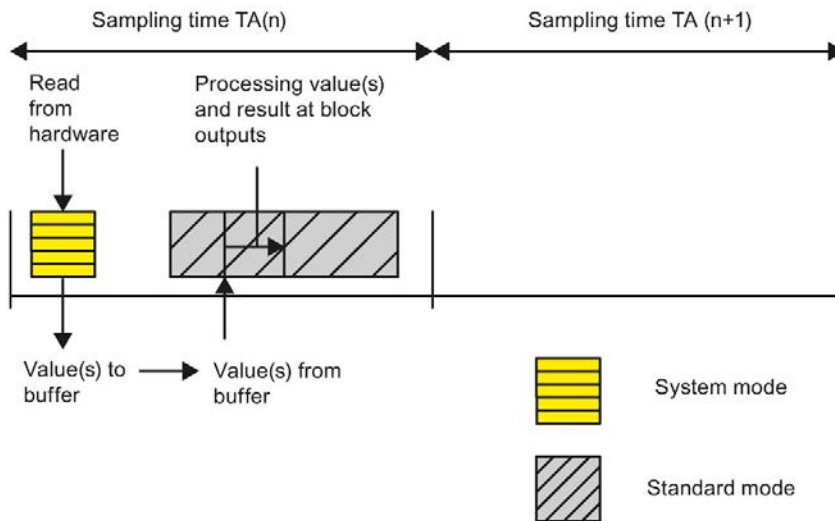 Sampling time TA(n)
Sampling time TA (n+1)
Read
from
hardware
Processing value(s)
and result at block
outputs
Value(s) to
buffer
Value(s) from
buffer
System mode
Standard mode